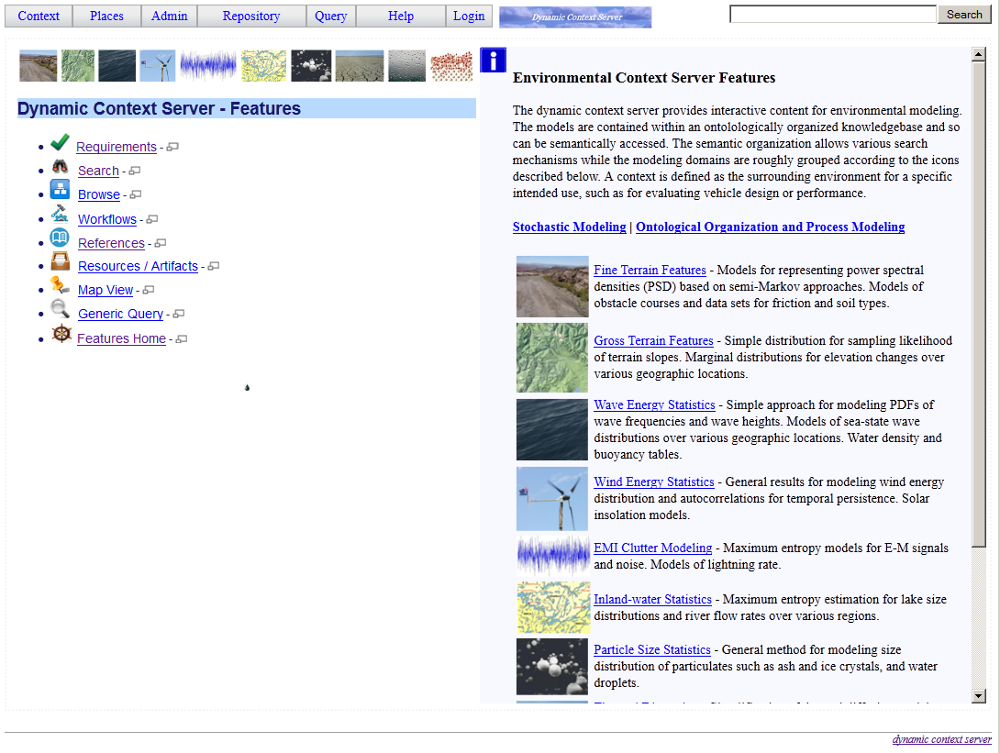 Context Places Admin Repository Query Help Login Dynamic Context Server Search
Dynamic Context Server - Features
Requirements -
Search -
Browse -
Workflows -
References -
Resources / Artifacts -
Map View -
Generic Query -
Features Home -
Environmental Context Server Features
The dynamic context server provides interactive content for environmental modeling.
The models are contained within an ontolologically organized knowledgebase and so
can be semantically accessed. The semantic organization allows various search
mechanisms while the modeling domains are roughly grouped according to the icons
described below. A context is defined as the surrounding environment for a specific
intended use, such as for evaluating vehicle design or performance.
Stochastic Modeling | Ontological Organization and Process Modeling
Fine Terrain Features - Models for representing power spectral
densities (PSD) based on semi-Markov approaches. Models of
obstacle courses and data sets for friction and soil types.
Gross Terrain Features - Simple distribution for sampling likelihood
of terrain slopes. Marginal distributions for elevation changes over
various geographic locations.
Wave Energy Statistics - Simple approach for modeling PDFs of
wave frequencies and wave heights. Models of sea-state wave
distributions over various geographic locations. Water density and
buoyancy tables.
Wind Energy Statistics - General results for modeling wind energy
distribution and autocorrelations for temporal persistence. Solar
insolation models.
EMI Clutter Modeling - Maximum entropy models for E-M signals
and noise. Models of lightning rate.
Inland-water Statistics - Maximum entropy estimation for lake size
distributions and river flow rates over various regions.
Particle Size Statistics - General method for modeling size
distribution of particulates such as ash and ice crystals, and water
droplets.
dynamic context server